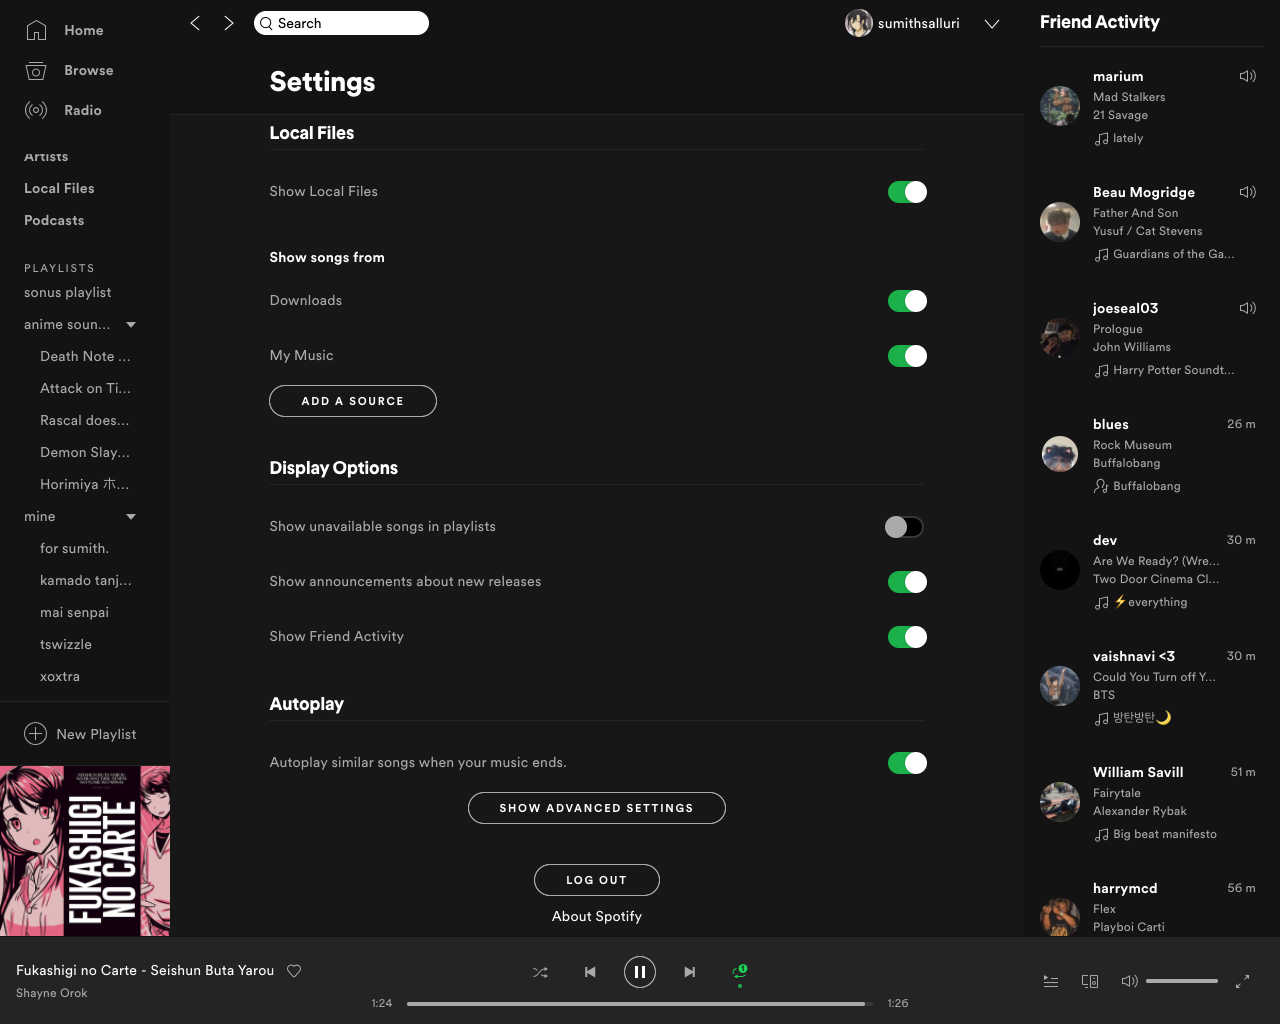 Home
Browse
Radio
Artists
Local Files
Podcasts
PLAYLISTS
sonus playlist
anime soun...
Death Note ...
Attack on Ti...
Rascal does...
Demon Slay...
Horimiya ホ...
mine
for sumith.
kamado tanj...
mai senpai
tswizzle
xoxtra
New Playlist
FUKASHIGI
NO CARTE
Search
sumithsalluri
Settings
Local Files
Show Local Files
Show songs from
Downloads
My Music
ADD A SOURCE
Display Options
Show unavailable songs in playlists
Show announcements about new releases
Show Friend Activity
Autoplay
Autoplay similar songs when your music ends.
SHOW ADVANCED SETTINGS
LOG OUT
About Spotify
Friend Activity
marium
Mad Stalkers
21 Savage
lately
Beau Mogridge
Father And Son
Yusuf / Cat Stevens
Guardians of the Ga...
joeseal03
Prologue
John Williams
Harry Potter Soundt...
blues 26 m
Rock Museum
Buffalobang
Buffalobang
dev 30 m
Are We Ready? (Wre...
Two Door Cinema Cl...
⚡everything
vaishnavi <3 30 m
Could You Turn off Y...
BTS
방탄방탄🌙
William Savill 51 m
Fairytale
Alexander Rybak
Big beat manifesto
harrymcd 56 m
Flex
Playboi Carti
Fukashigi no Carte - Seishun Buta Yarou
Shayne Orok
1
1:24
1:26